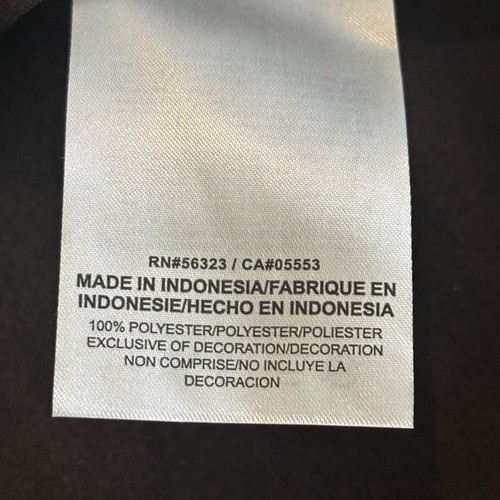 RN#56323 / CA#05553
MADE IN INDONESIA/FABRIQUE EN
INDONESIE/HECHO EN INDONESIA
100% POLYESTER/POLYESTER/POLIESTER
EXCLUSIVE OF DECORATION/DECORATION
NON COMPRISE/NO INCLUYE LA
DECORACION